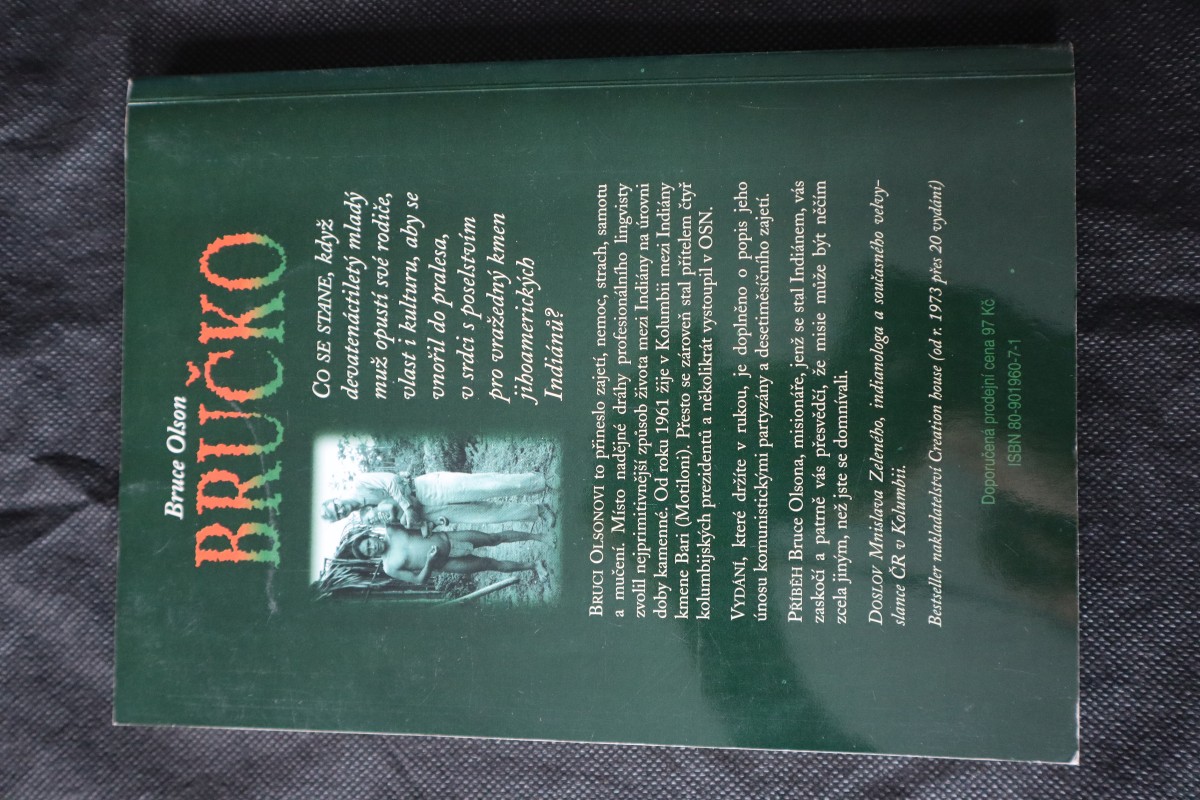 Bruce Olson
BRUČKO
CO SE STANE, když
devatenáctiletý mladý
muž opustí své rodiče,
vlast i kulturu, aby se
vnořil do pralesa,
v srdci s poselstvím
pro vražedný kmen
jihoamerických
Indiánů?
BRUCI OLSONOVI to přineslo zajetí, nemoc, strach, samotu
a mučení. Místo nadějné dráhy profesionálního lingvisty
zvolil nejprimitivnější způsob života mezi Indiány na úrovni
doby kamenné. Od roku 1961 žije v Kolumbii mezi Indiány
kmene Bari (Motiloni). Přesto se zároveň stal přítelem čtyř
kolumbijských prezidentů a několikrát vystoupil v OSN.
VYDÁNÍ, které držíte v rukou, je doplněno o popis jeho
únosu komunistickými partyzány a desetiměsíčního zajetí.
PŘÍBĚH Bruce Olsona, misionáře, jenž se stal Indiánem, vás
zaskočí a patrně vás přesvědčí, že misie může být něčím
zcela jiným, než jste se domnívali.
DOSLOV Mnislava Zeleného, indianologa a současného velvy-
slance ČR v Kolumbii.
Bestseller nakladatelství Creation house (od r. 1973 přes 20 vydání)
Doporučená prodejní cena 97 Kč
ISBN 80-901960-7-1